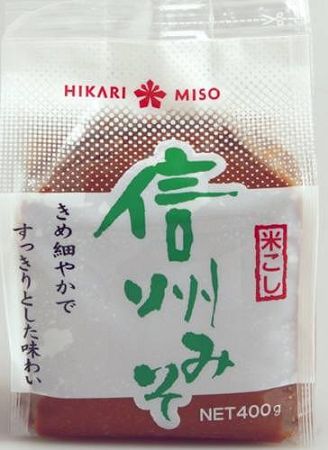 HIKARI MISO
信州みそ
米こし
きめ細やかで
すっきりとした味わい
NET400g